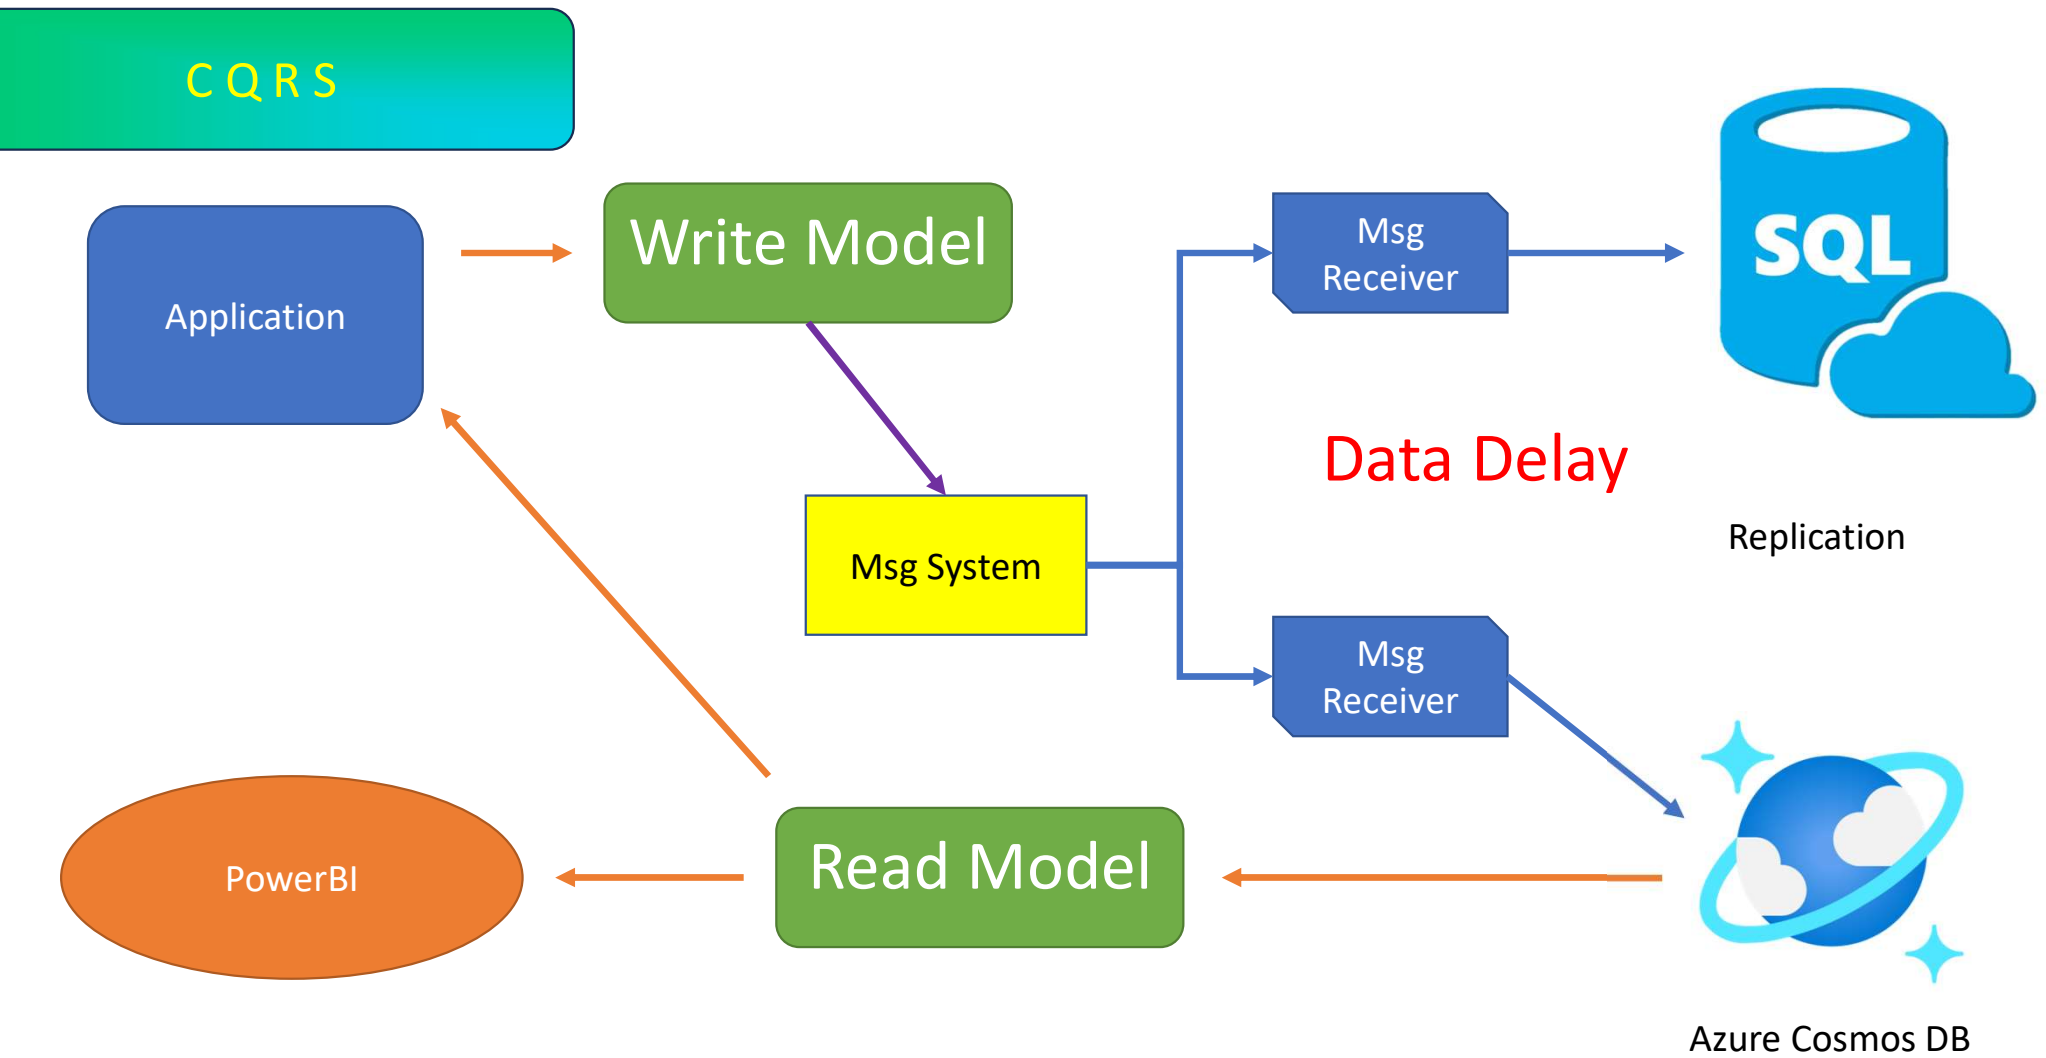 C Q R S
Write Model
Msg
Receiver
SQL
Application
Data Delay
Replication
Msg System
Msg
Receiver
Read Model
PowerBI
Azure Cosmos DB